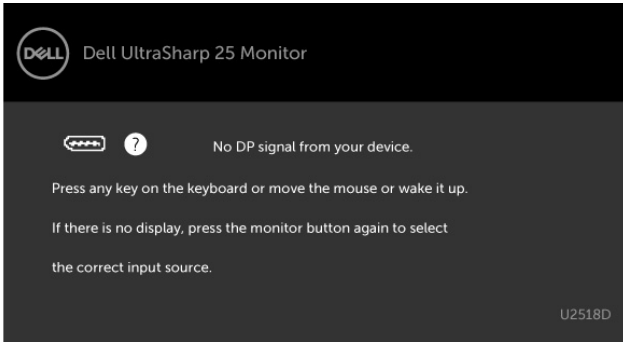 DELL
Dell UltraSharp 25 Monitor
? No DP signal from your device.
Press any key on the keyboard or move the mouse or wake it up.
If there is no display, press the monitor button again to select
the correct input source.
U2518D